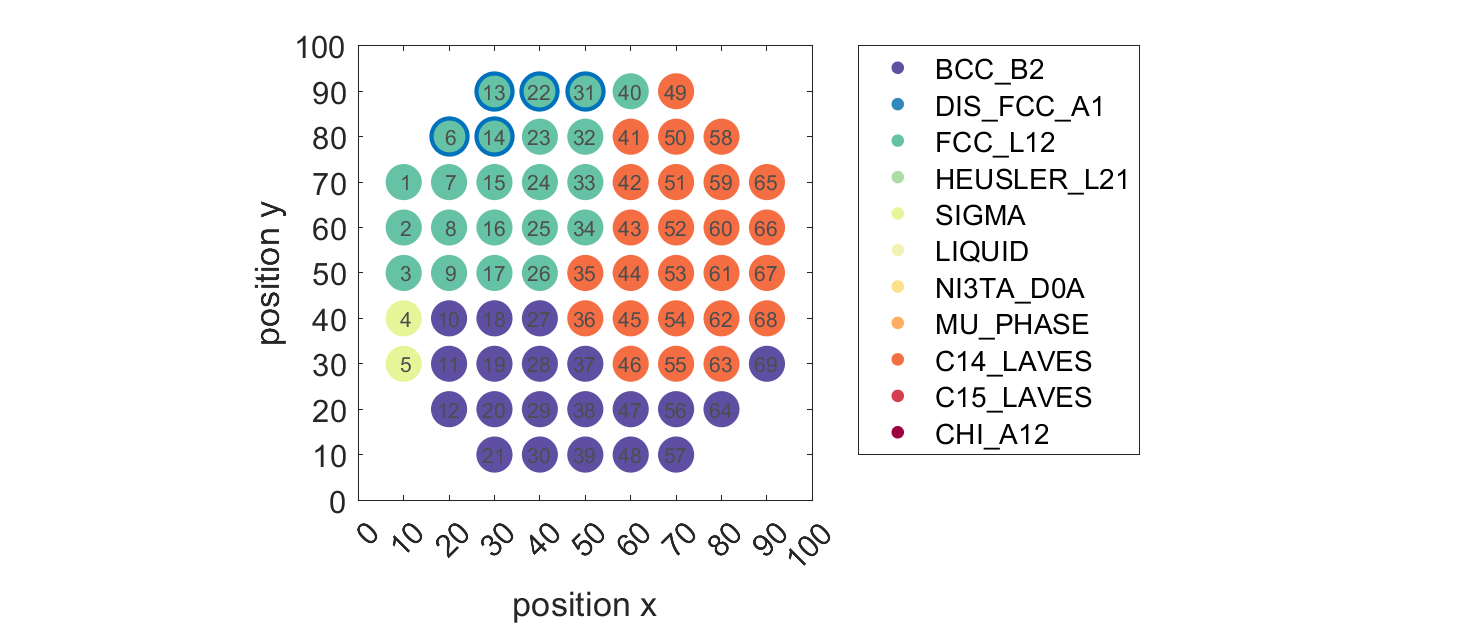 100
90
80
70
60
50
40
30
20
10
0
position y
13 22 31 40 49
6 14 23 32 41 50 58
1 7 15 24 33 42 51 59 65
2 8 16 25 34 43 52 60 66
3 9 17 26 35 44 53 61 67
4 10 18 27 36 45 54 62 68
5 11 19 28 37 46 55 63 69
12 20 29 38 47 56 64
21 30 39 48 57
0 10 20 30 40 50 60 70 80 90 100
position x
BCC_B2
DIS_FCC_A1
FCC_L12
HEUSLER_L21
SIGMA
LIQUID
NI3TA_D0A
MU_PHASE
C14_LAVES
C15_LAVES
CHI_A12